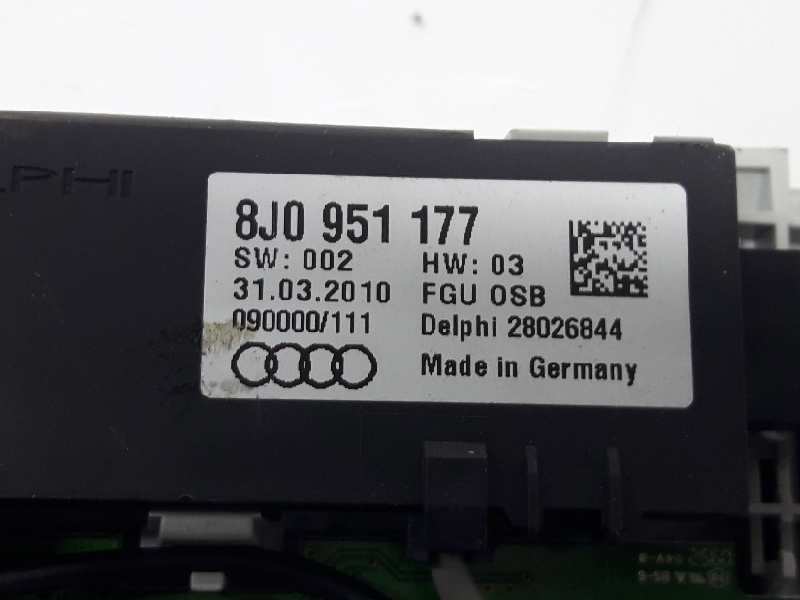 LPHI
8J0 951 177
SW: 002 HW: 03
31.03.2010 FGU OSB
090000/111 Delphi 28026844
Made in Germany